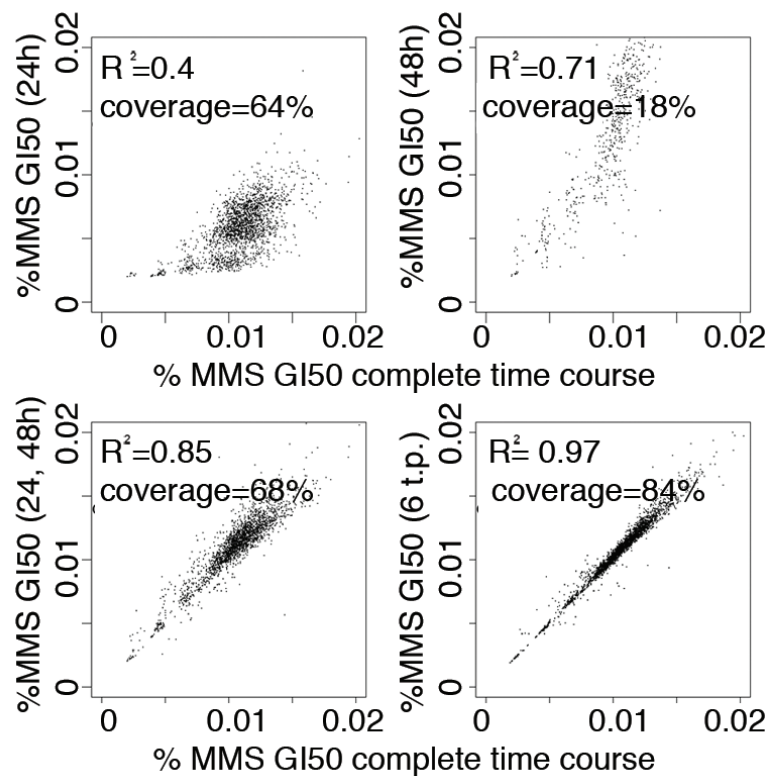 %MMS GI50 (24h)
0.02
0.01
0
R²=0.4
coverage=64%
0 0.01 0.02
%MMS GI50 (48h)
0.02
0.01
0
R²=0.71
coverage=18%
0 0.01 0.02
% MMS GI50 complete time course
%MMS GI50 (24, 48h)
0.02
0.01
0
R²=0.85
coverage=68%
0 0.01 0.02
%MMS GI50 (6 t.p.)
0.02
0.01
0
R²= 0.97
coverage=84%
0 0.01 0.02
% MMS GI50 complete time course